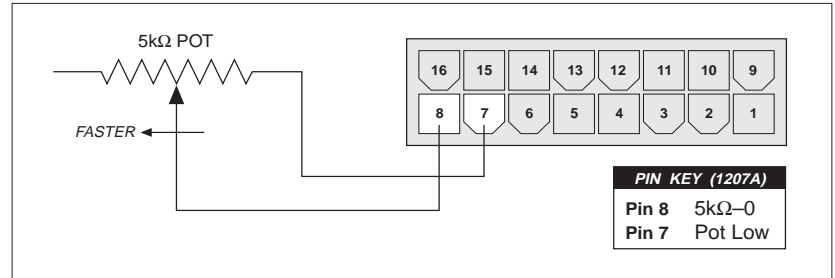 5kΩ POT
FASTER
16 15 14 13 12 11 10 9
8 7 6 5 4 3 2 1
PIN KEY (1207A)
Pin 8 5kΩ–0
Pin 7 Pot Low